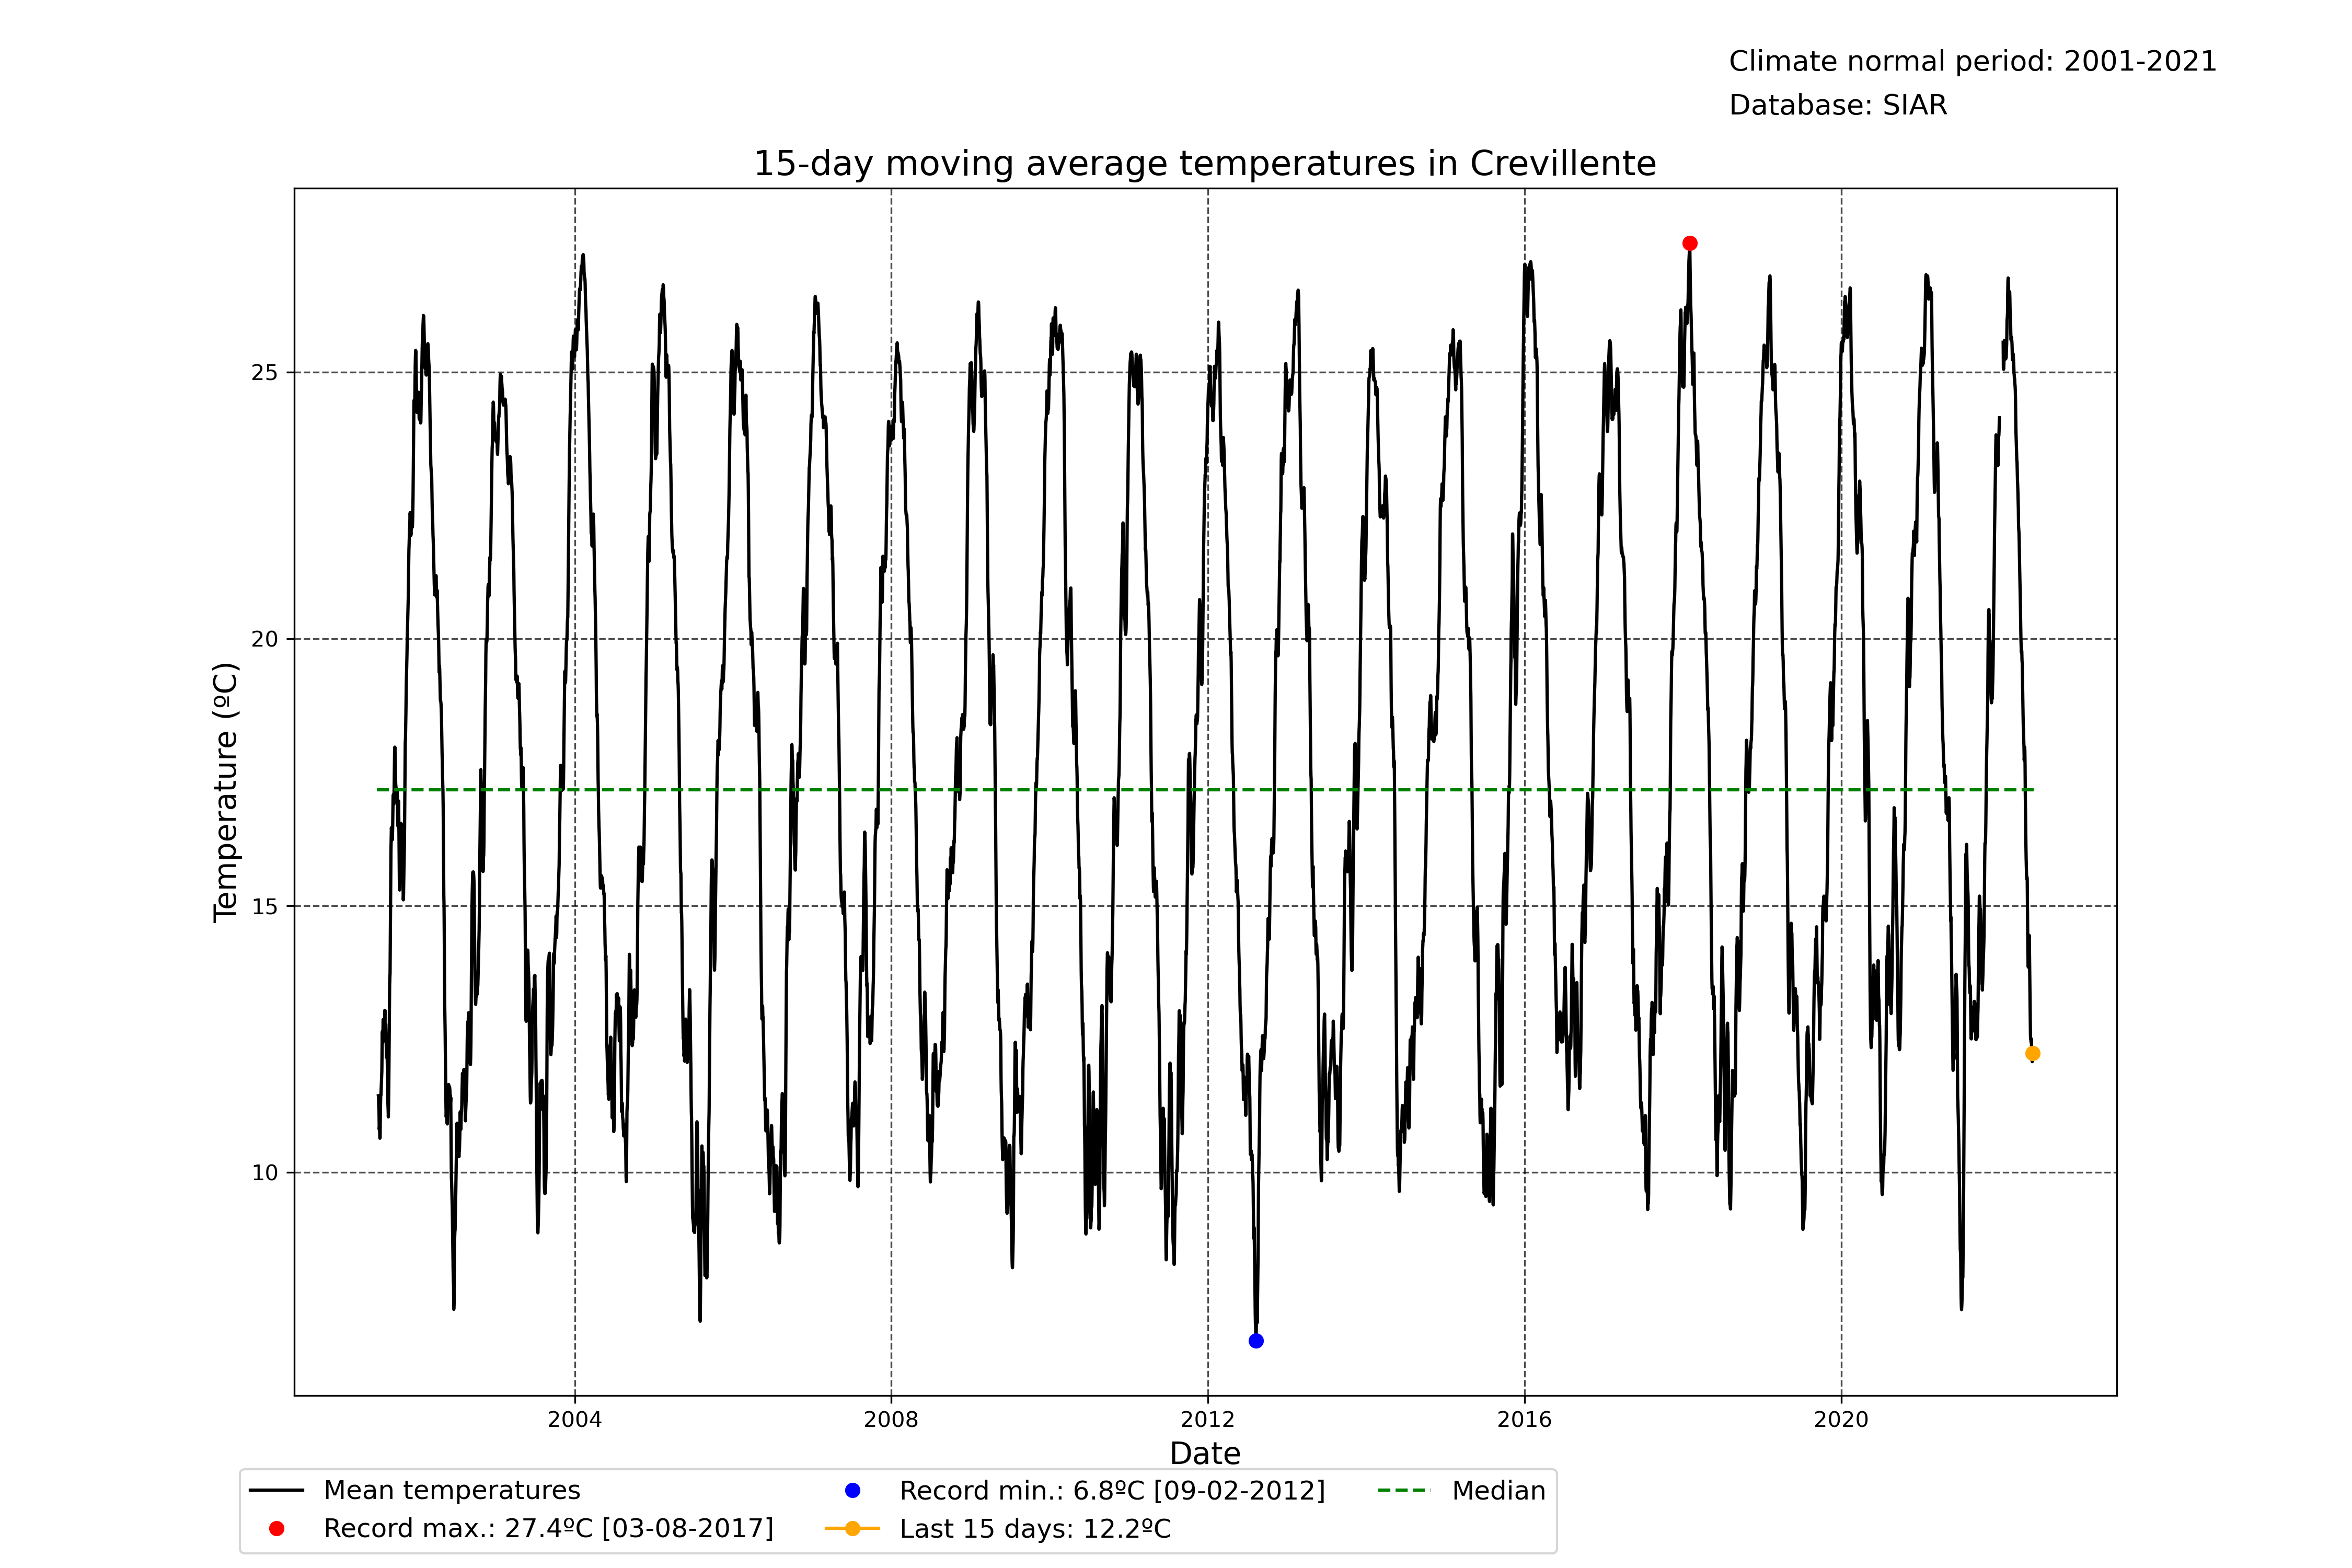 Climate normal period: 2001-2021
Database: SIAR
15-day moving average temperatures in Crevillente
Temperature (ºC)
25
20
15
10
2004
2008
2012
2016
2020
Date
Mean temperatures
Record max.: 27.4ºC [03-08-2017]
Record min.: 6.8ºC [09-02-2012]
Last 15 days: 12.2ºC
Median